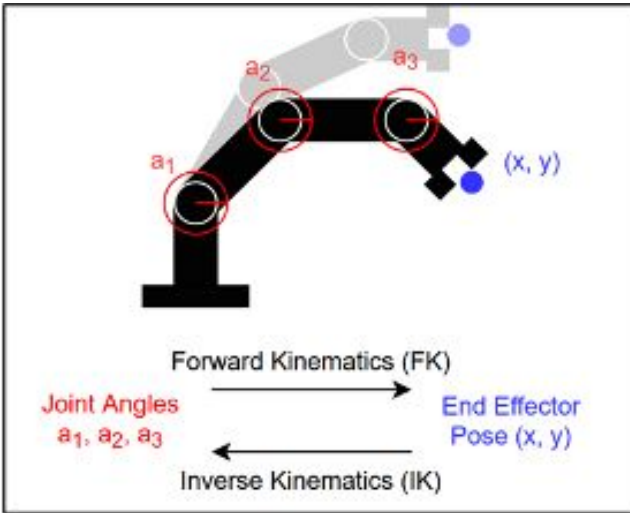 a₂
a₃
a₁
(x, y)
Forward Kinematics (FK)
Joint Angles
a₁, a₂, a₃
End Effector
Pose (x, y)
Inverse Kinematics (IK)